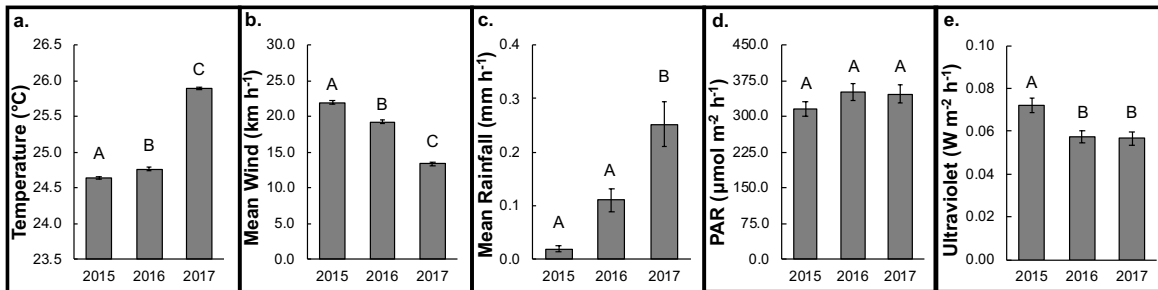 a.
Temperature (°C)
26.5
26.0
25.5
25.0
24.5
24.0
23.5
A
B
C
2015 2016 2017
b.
Mean Wind (km h-1)
30.0
25.0
20.0
15.0
10.0
5.0
0.0
A
B
C
2015 2016 2017
c.
Mean Rainfall (mm h-1)
0.4
0.3
0.2
0.1
0.0
A
A
B
2015 2016 2017
d.
PAR (µmol m-2 h-1)
450.0
375.0
300.0
225.0
150.0
75.0
0.0
A
A
A
2015 2016 2017
e.
Ultraviolet (W m-2 h-1)
0.10
0.08
0.06
0.04
0.02
0.00
A
B
B
2015 2016 2017